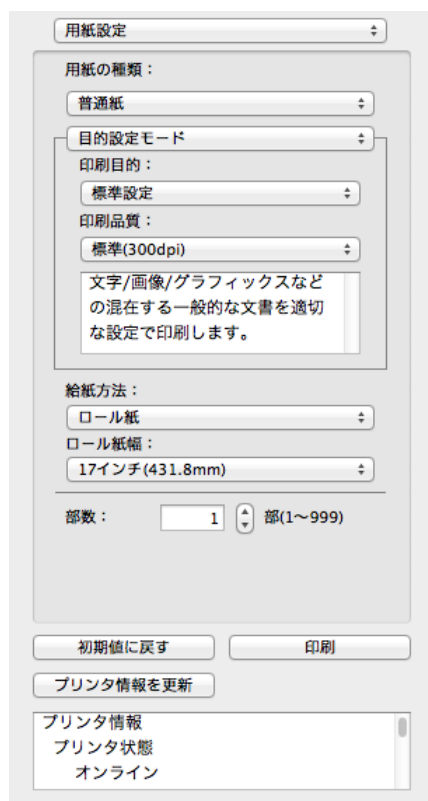 用紙設定
用紙の種類：
普通紙
目的設定モード
印刷目的：
標準設定
印刷品質：
標準(300dpi)
文字/画像/グラフィックスなど
の混在する一般的な文書を適切
な設定で印刷します。
給紙方法：
ロール紙
ロール紙幅：
17インチ(431.8mm)
部数： 1 部(1〜999)
初期値に戻す 印刷
プリンタ情報を更新
プリンタ情報
プリンタ状態
オンライン